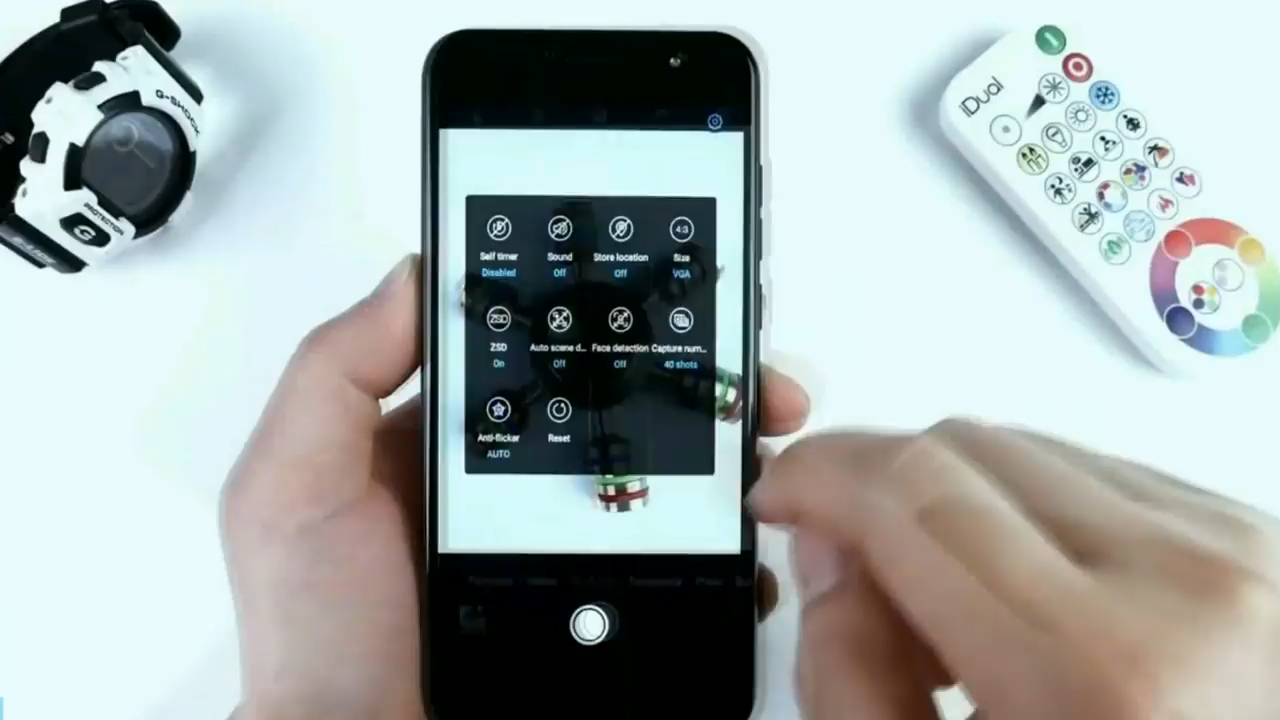 G-SHOCK
PROTECTION
G
iDual
Self timer
Disabled
Sound
Off
Store location
Off
4:3
Size
VGA
ZSD
ZSD
On
Auto scene d...
Off
Face detection
Off
Capture num...
40 shots
Anti-flicker
AUTO
Reset